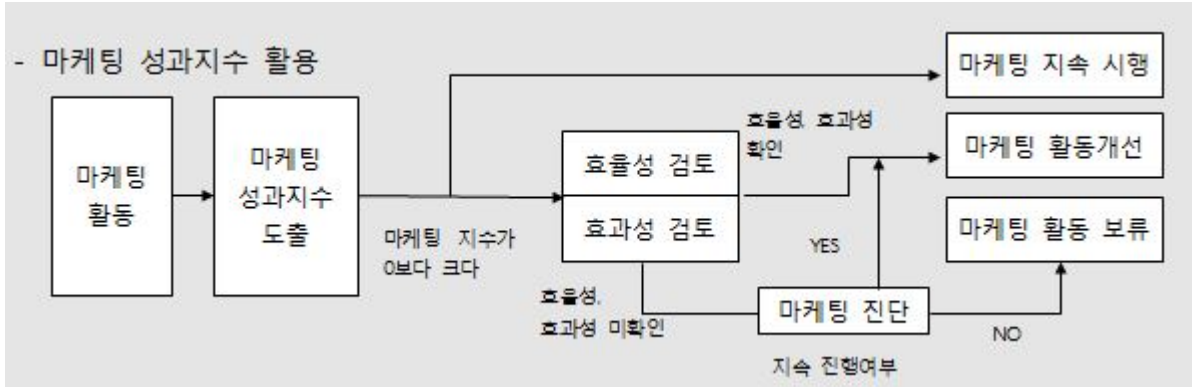 - 마케팅 성과지수 활용
마케팅
활동
마케팅
성과지수
도출
마케팅 지수가
0보다 크다
효율성 검토
효과성 검토
효율성, 효과성
확인
효율성,
효과성 미확인
마케팅 진단
지속 진행여부
YES
NO
마케팅 지속 시행
마케팅 활동개선
마케팅 활동 보류